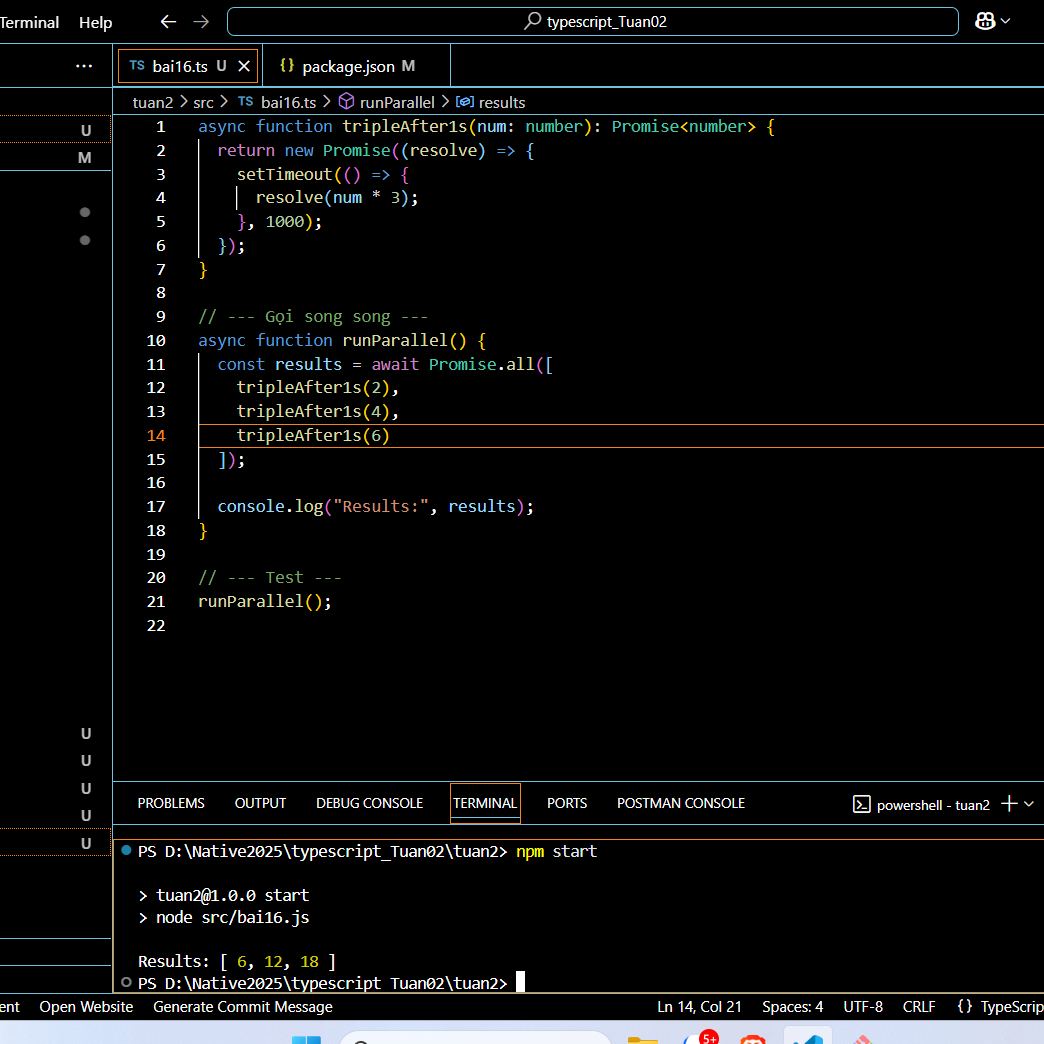 Terminal Help typescript_Tuan02
TS bai16.ts U package.json M
tuan2 > src > TS bai16.ts > runParallel > results
U
M
1 async function tripleAfter1s(num: number): Promise<number> {
2 return new Promise((resolve) => {
3 setTimeout(() => {
4 resolve(num * 3);
5 }, 1000);
6 });
7 }
8
9 // --- Gọi song song ---
10 async function runParallel() {
11 const results = await Promise.all([
12 tripleAfter1s(2),
13 tripleAfter1s(4),
14 tripleAfter1s(6)
15 ]);
16
17 console.log("Results:", results);
18 }
19
20 // --- Test ---
21 runParallel();
22
U
U
U
U
U
PROBLEMS OUTPUT DEBUG CONSOLE TERMINAL PORTS POSTMAN CONSOLE powershell - tuan2
PS D:\Native2025\typescript_Tuan02\tuan2> npm start
> tuan2@1.0.0 start
> node src/bai16.js
Results: [ 6, 12, 18 ]
PS D:\Native2025\typescript_Tuan02\tuan2>
ent Open Website Generate Commit Message Ln 14, Col 21 Spaces: 4 UTF-8 CRLF {} TypeScrip
5+